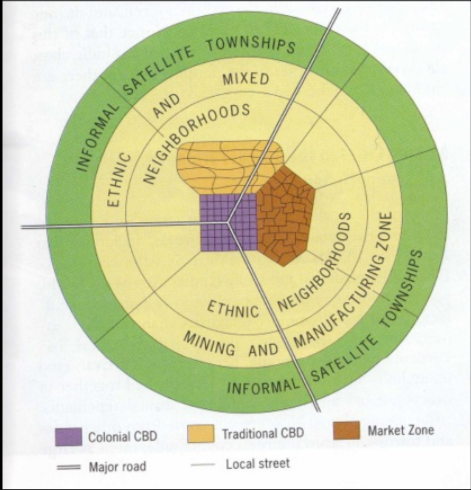 INFORMAL SATELLITE TOWNSHIPS
ETHNIC AND MIXED
NEIGHBORHOODS
ETHNIC NEIGHBORHOODS
MINING AND MANUFACTURING ZONE
INFORMAL SATELLITE TOWNSHIPS
Colonial CBD
Traditional CBD
Market Zone
Major road
Local street